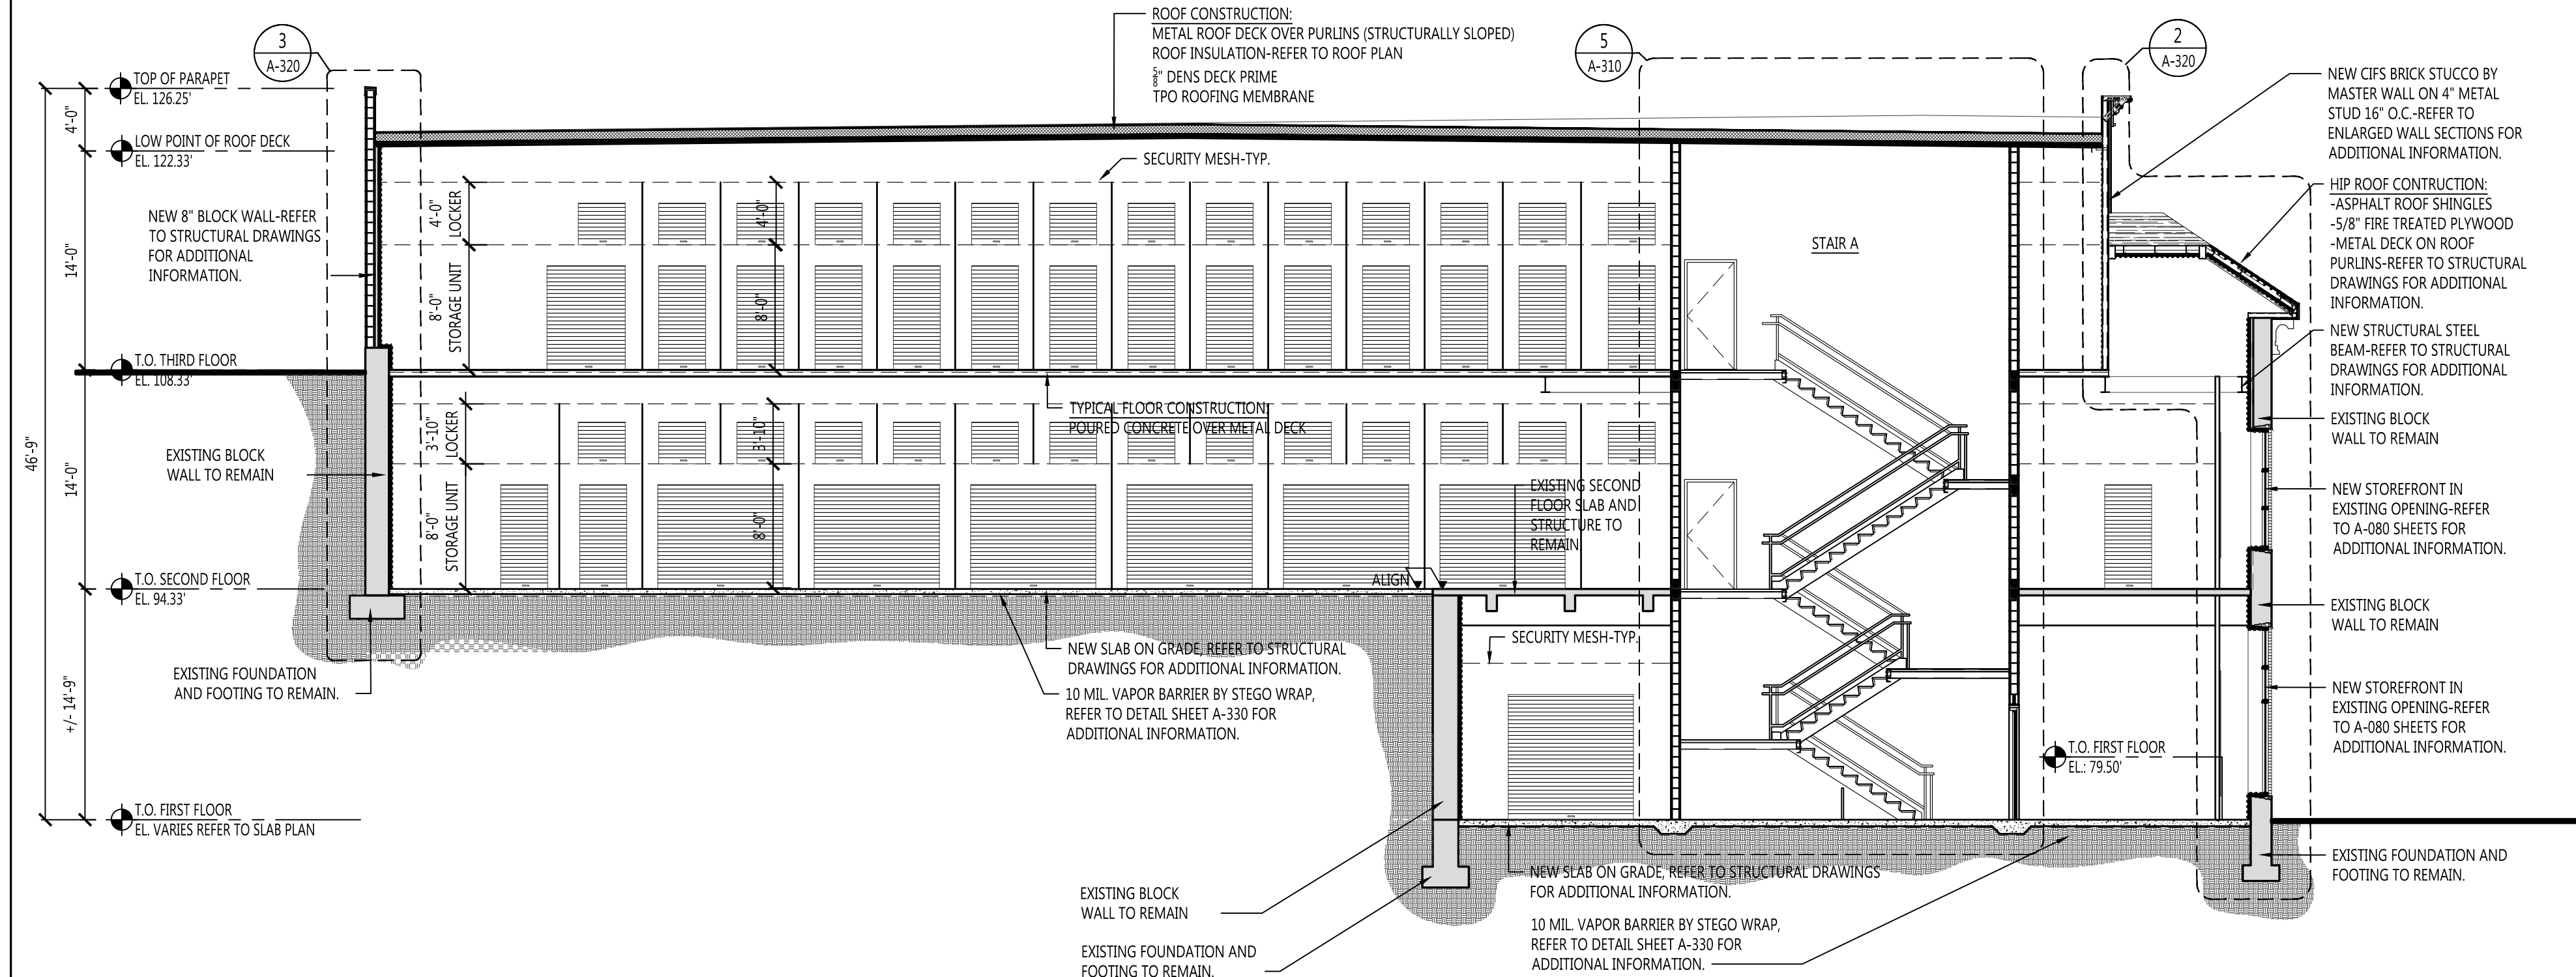 3
A-320
ROOF CONSTRUCTION:
METAL ROOF DECK OVER PURLINS (STRUCTURALLY SLOPED)
ROOF INSULATION-REFER TO ROOF PLAN
5/8" DENS DECK PRIME
TPO ROOFING MEMBRANE
5
A-310
2
A-320
TOP OF PARAPET
EL. 126.25'
LOW POINT OF ROOF DECK
EL. 122.33'
4'-0"
14'-0"
NEW 8" BLOCK WALL-REFER
TO STRUCTURAL DRAWINGS
FOR ADDITIONAL
INFORMATION.
T.O. THIRD FLOOR
EL. 108.33'
46'-9"
14'-0"
EXISTING BLOCK
WALL TO REMAIN
T.O. SECOND FLOOR
EL. 94.33'
EXISTING FOUNDATION
AND FOOTING TO REMAIN.
+/- 14'-9"
T.O. FIRST FLOOR
EL. VARIES REFER TO SLAB PLAN
SECURITY MESH-TYP.
4'-0"
LOCKER
4'-0"
8'-0"
STORAGE UNIT
8'-0"
TYPICAL FLOOR CONSTRUCTION:
POURED CONCRETE OVER METAL DECK
3'-10"
LOCKER
3'-10"
8'-0"
STORAGE UNIT
8'-0"
EXISTING SECOND
FLOOR SLAB AND
STRUCTURE TO
REMAIN
ALIGN
STAIR A
NEW SLAB ON GRADE, REFER TO STRUCTURAL
DRAWINGS FOR ADDITIONAL INFORMATION.
10 MIL. VAPOR BARRIER BY STEGO WRAP,
REFER TO DETAIL SHEET A-330 FOR
ADDITIONAL INFORMATION.
SECURITY MESH-TYP.
T.O. FIRST FLOOR
EL.: 79.50'
EXISTING BLOCK
WALL TO REMAIN
EXISTING FOUNDATION AND
FOOTING TO REMAIN.
NEW SLAB ON GRADE, REFER TO STRUCTURAL DRAWINGS
FOR ADDITIONAL INFORMATION.
10 MIL. VAPOR BARRIER BY STEGO WRAP,
REFER TO DETAIL SHEET A-330 FOR
ADDITIONAL INFORMATION.
NEW CIFS BRICK STUCCO BY
MASTER WALL ON 4" METAL
STUD 16" O.C.-REFER TO
ENLARGED WALL SECTIONS FOR
ADDITIONAL INFORMATION.
HIP ROOF CONTRUCTION:
-ASPHALT ROOF SHINGLES
-5/8" FIRE TREATED PLYWOOD
-METAL DECK ON ROOF
PURLINS-REFER TO STRUCTURAL
DRAWINGS FOR ADDITIONAL
INFORMATION.
NEW STRUCTURAL STEEL
BEAM-REFER TO STRUCTURAL
DRAWINGS FOR ADDITIONAL
INFORMATION.
EXISTING BLOCK
WALL TO REMAIN
NEW STOREFRONT IN
EXISTING OPENING-REFER
TO A-080 SHEETS FOR
ADDITIONAL INFORMATION.
EXISTING BLOCK
WALL TO REMAIN
NEW STOREFRONT IN
EXISTING OPENING-REFER
TO A-080 SHEETS FOR
ADDITIONAL INFORMATION.
EXISTING FOUNDATION AND
FOOTING TO REMAIN.